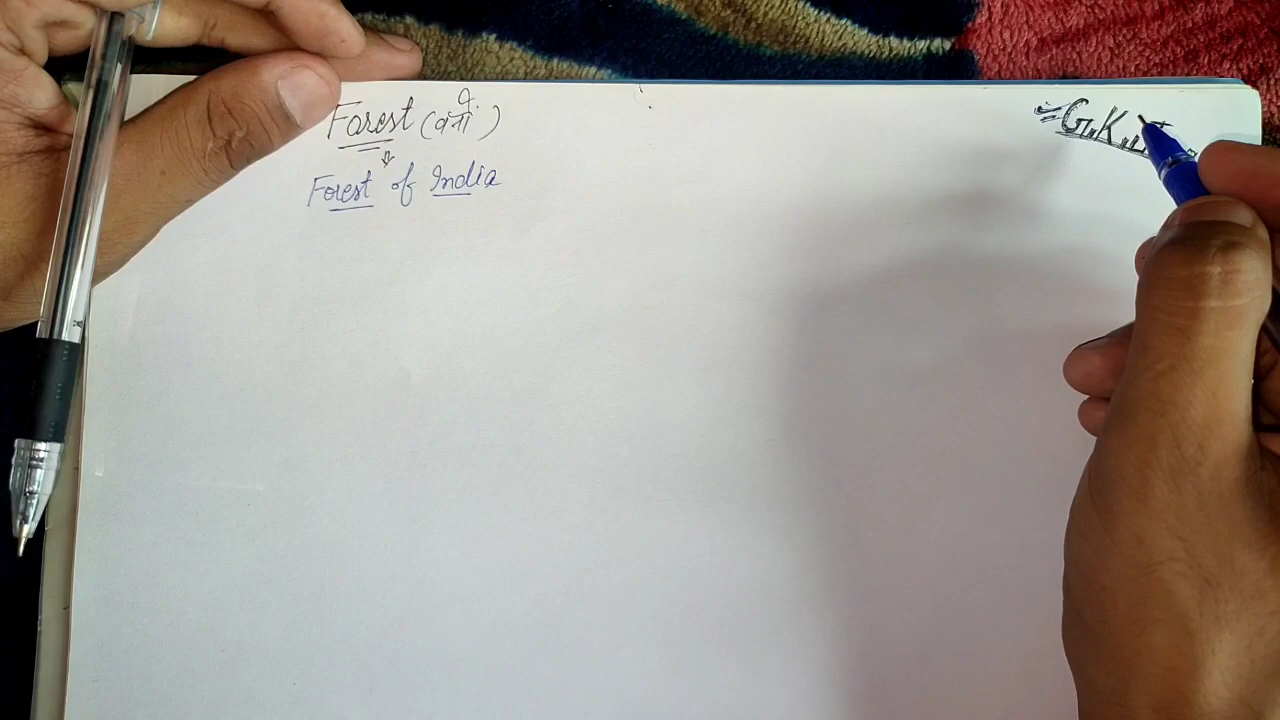 Forest (वनों)
Forest of India
G.K.